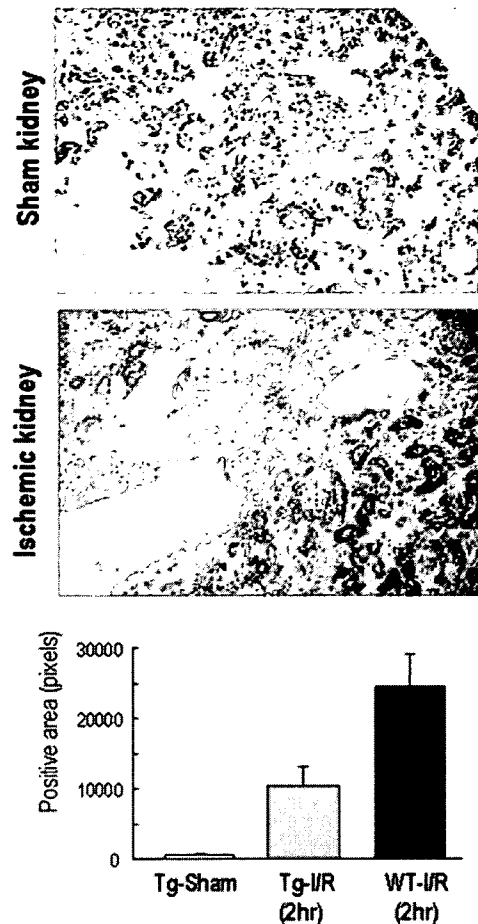 Sham kidney
Ischemic kidney
Positive area (pixels)
30000
20000
10000
0
Tg-Sham
Tg-I/R
(2hr)
WT-I/R
(2hr)